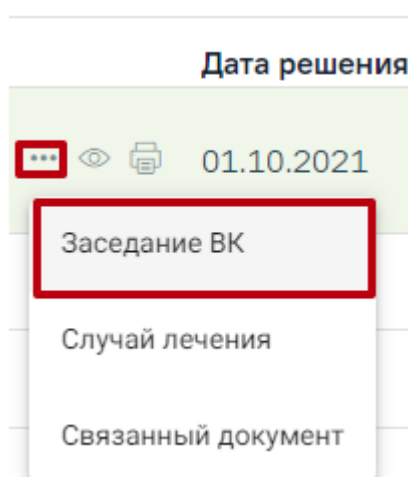 Дата решения
01.10.2021
Заседание ВК
Случай лечения
Связанный документ